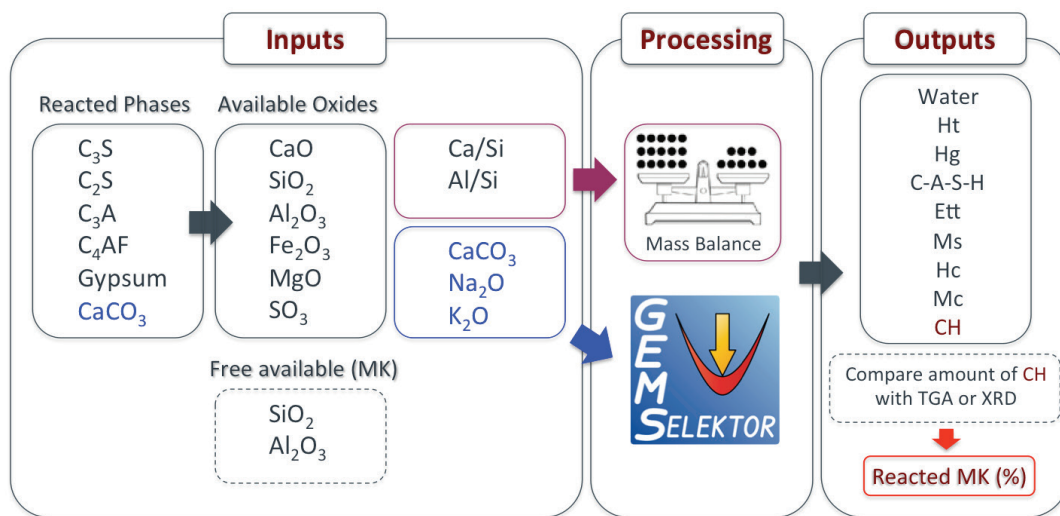 Inputs
Processing
Outputs
Reacted Phases
C₃S
C₂S
C₃A
C₄AF
Gypsum
CaCO₃
Available Oxides
CaO
SiO₂
Al₂O₃
Fe₂O₃
MgO
SO₃
Ca/Si
Al/Si
CaCO₃
Na₂O
K₂O
Free available (MK)
SiO₂
Al₂O₃
Mass Balance
GEMS
SELEKTOR
Water
Ht
Hg
C-A-S-H
Ett
Ms
Hc
Mc
CH
Compare amount of CH
with TGA or XRD
Reacted MK (%)